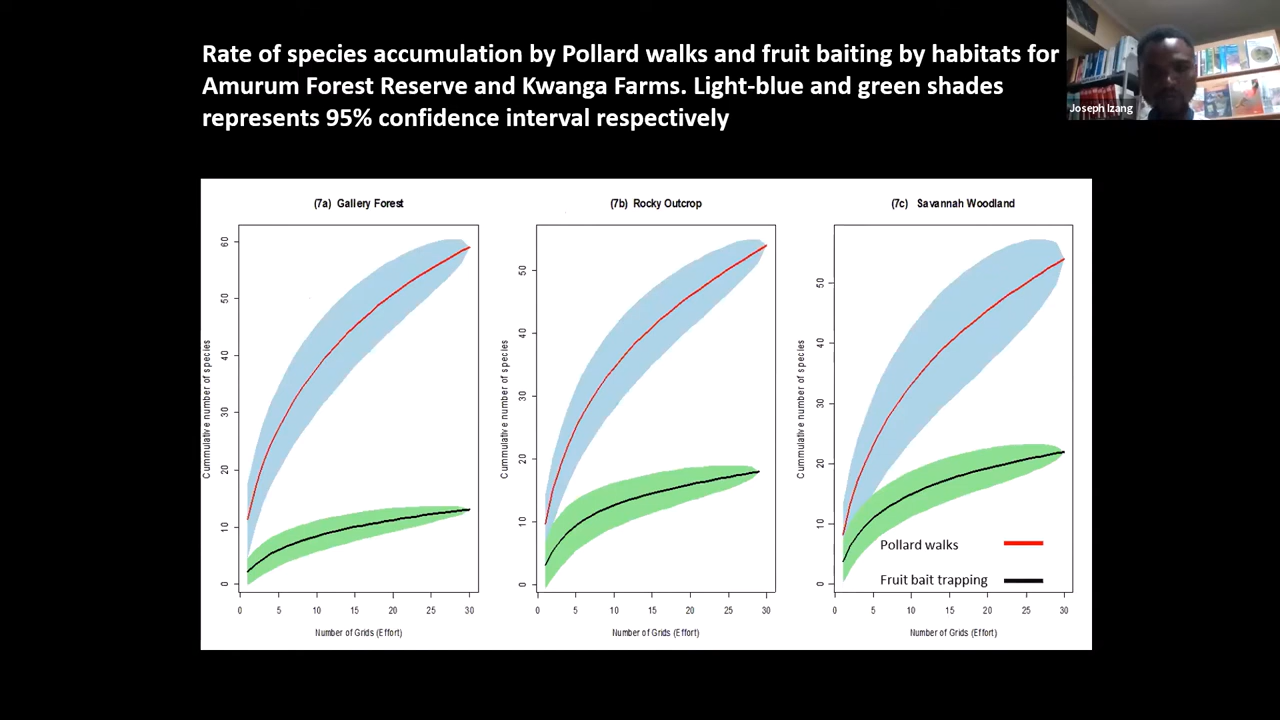 Rate of species accumulation by Pollard walks and fruit baiting by habitats for
Amurum Forest Reserve and Kwanga Farms. Light-blue and green shades
represents 95% confidence interval respectively
Joseph Izang
(7a) Gallery Forest
(7b) Rocky Outcrop
(7c) Savannah Woodland
Cummulative number of species
0 10 20 30 40 50 60
0 5 10 15 20 25 30
Number of Grids (Effort)
Cummulative number of species
0 10 20 30 40 50
0 5 10 15 20 25 30
Number of Grids (Effort)
Cummulative number of species
0 10 20 30 40 50
0 5 10 15 20 25 30
Number of Grids (Effort)
Pollard walks
Fruit bait trapping